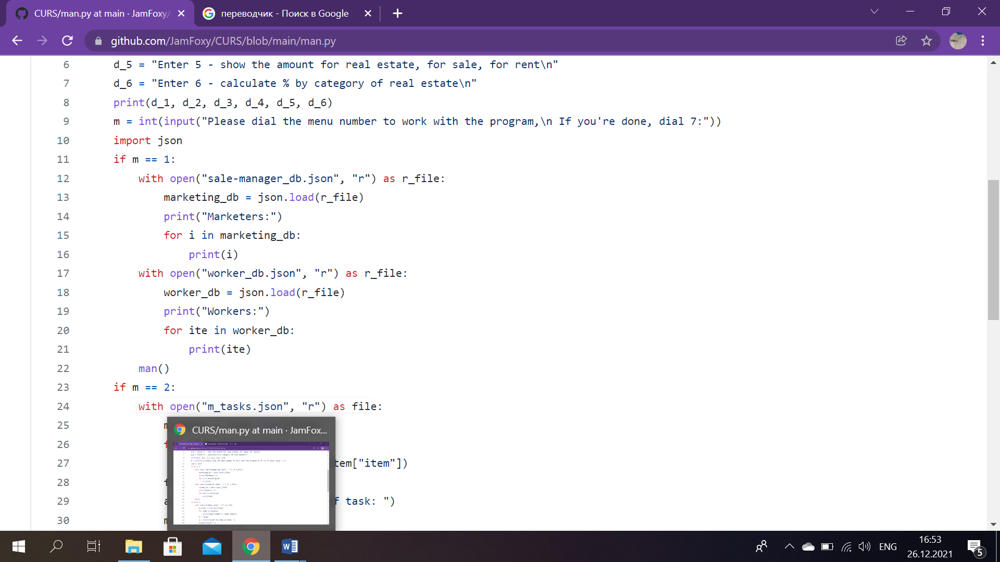 CURS/man.py at main · JamFoxy/
переводчик - Поиск в Google
github.com/JamFoxy/CURS/blob/main/man.py
6 d_5 = "Enter 5 - show the amount for real estate, for sale, for rent\n"
7 d_6 = "Enter 6 - calculate % by category of real estate\n"
8 print(d_1, d_2, d_3, d_4, d_5, d_6)
9 m = int(input("Please dial the menu number to work with the program,\n If you're done, dial 7:"))
10 import json
11 if m == 1:
12 with open("sale-manager_db.json", "r") as r_file:
13 marketing_db = json.load(r_file)
14 print("Marketers:")
15 for i in marketing_db:
16 print(i)
17 with open("worker_db.json", "r") as r_file:
18 worker_db = json.load(r_file)
19 print("Workers:")
20 for ite in worker_db:
21 print(ite)
22 man()
23 if m == 2:
24 with open("m_tasks.json", "r") as file:
25 m
26 f
27 tem["item"])
28 f
29 a f task: ")
30 m
CURS/man.py at main · JamFox...
16:53
ENG
26.12.2021
5